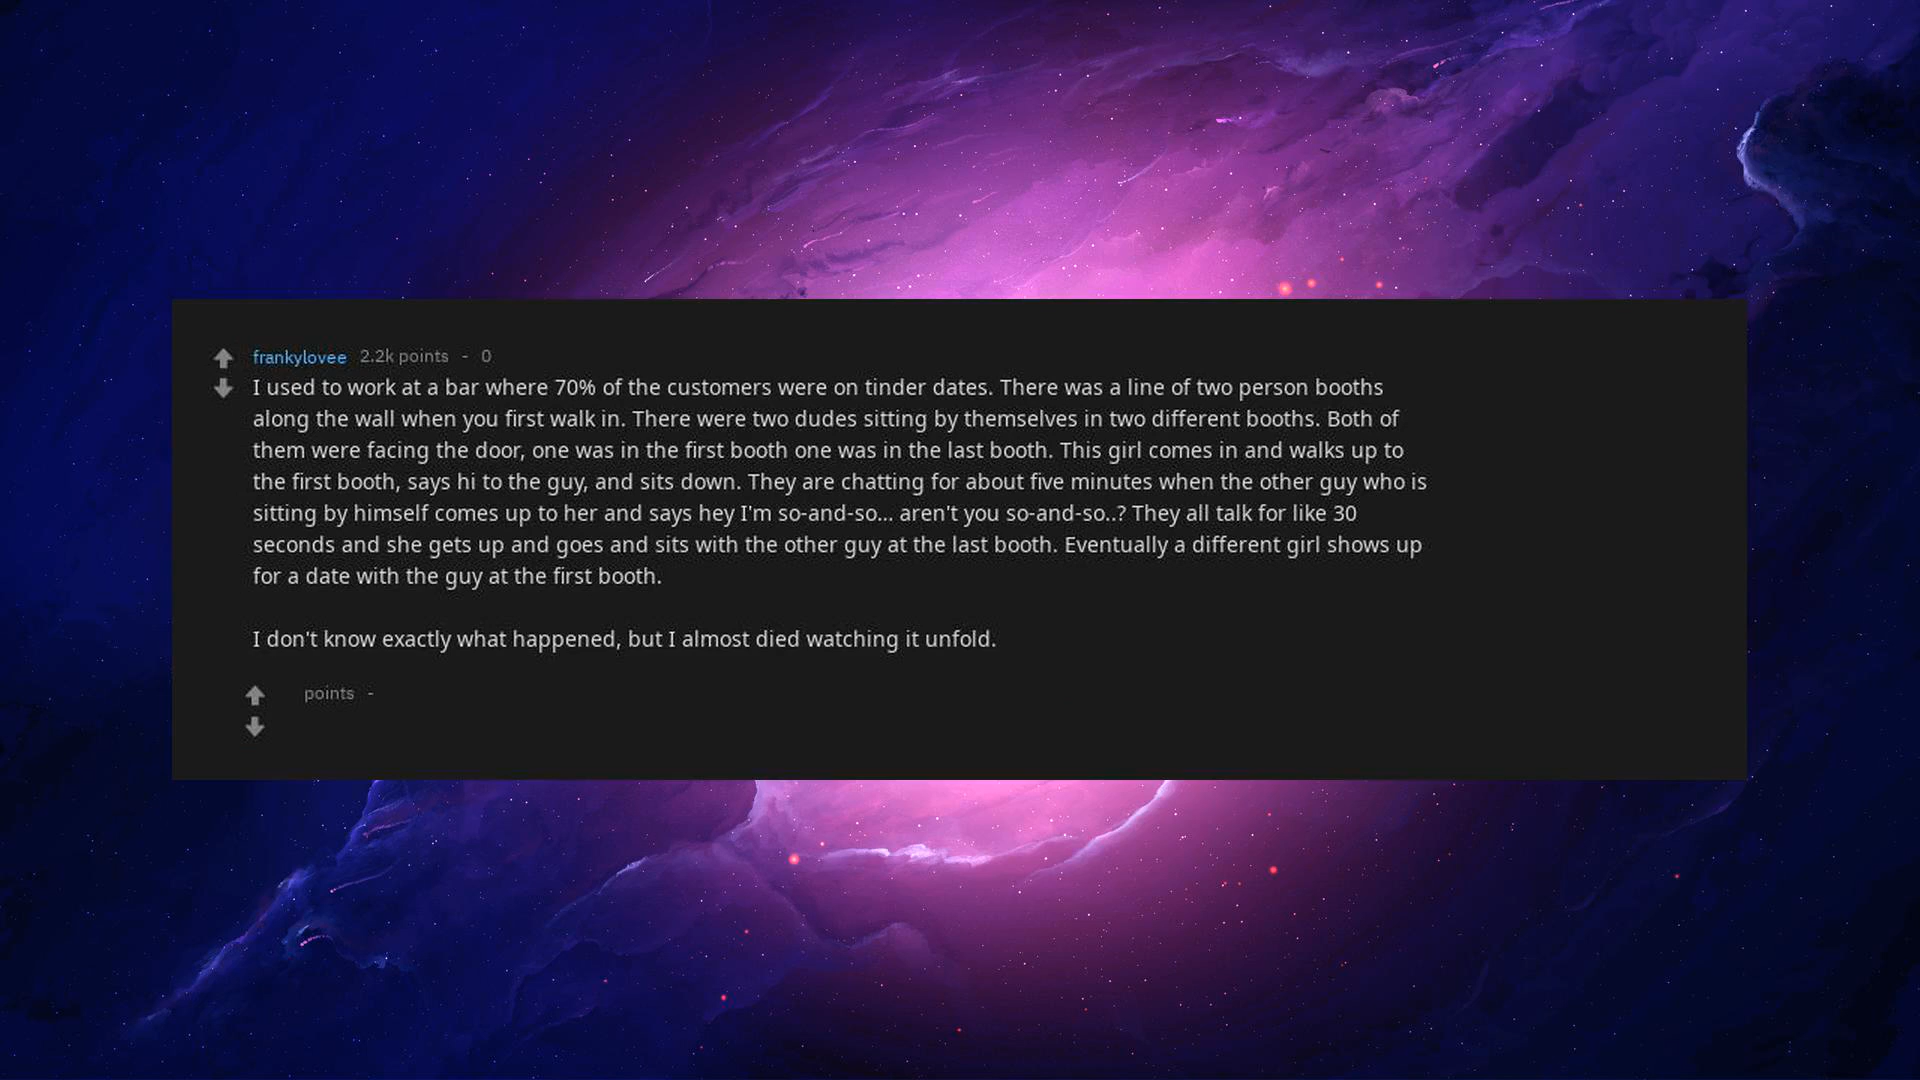 frankylovee 2.2k points - 0
I used to work at a bar where 70% of the customers were on tinder dates. There was a line of two person booths
along the wall when you first walk in. There were two dudes sitting by themselves in two different booths. Both of
them were facing the door, one was in the first booth one was in the last booth. This girl comes in and walks up to
the first booth, says hi to the guy, and sits down. They are chatting for about five minutes when the other guy who is
sitting by himself comes up to her and says hey I'm so-and-so... aren't you so-and-so..? They all talk for like 30
seconds and she gets up and goes and sits with the other guy at the last booth. Eventually a different girl shows up
for a date with the guy at the first booth.
I don't know exactly what happened, but I almost died watching it unfold.
points -